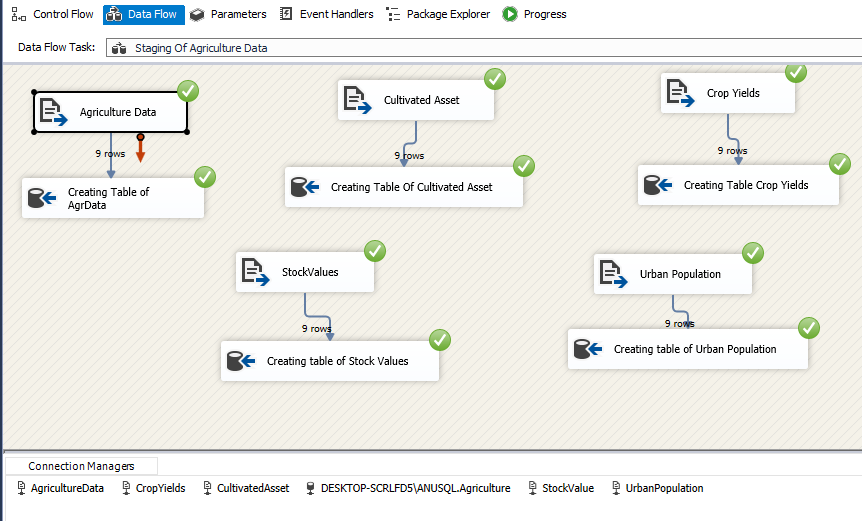 Control Flow
Data Flow
Parameters
Event Handlers
Package Explorer
Progress
Data Flow Task:
Staging Of Agriculture Data
Agriculture Data
Cultivated Asset
Crop Yields
9 rows
9 rows
9 rows
Creating Table of
AgrData
Creating Table Of Cultivated Asset
Creating Table Crop Yields
StockValues
Urban Population
9 rows
9 rows
Creating table of Stock Values
Creating table of Urban Population
Connection Managers
AgricultureData
CropYields
CultivatedAsset
DESKTOP-SCRLFD5\ANUSQL.Agriculture
StockValue
UrbanPopulation